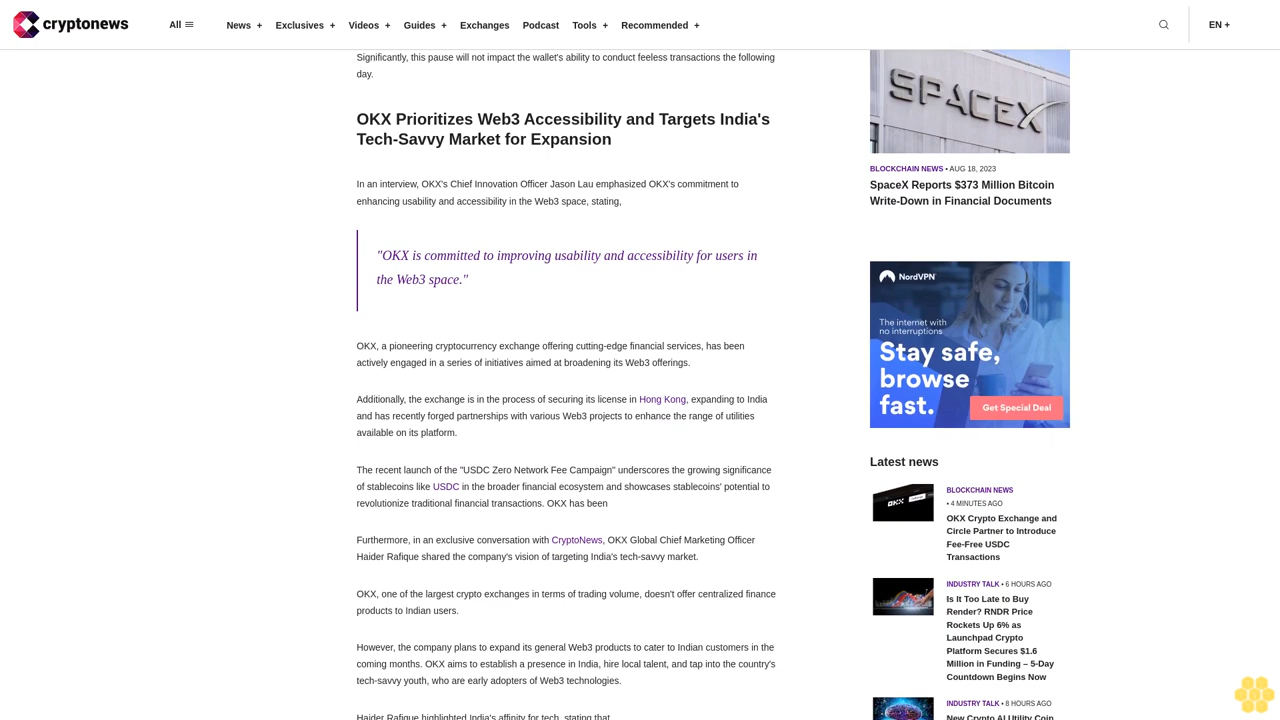 cryptonews
All
News +
Exclusives +
Videos +
Guides +
Exchanges
Podcast
Tools +
Recommended +
EN +
Significantly, this pause will not impact the wallet's ability to conduct feeless transactions the following
day.
OKX Prioritizes Web3 Accessibility and Targets India's
Tech-Savvy Market for Expansion
In an interview, OKX's Chief Innovation Officer Jason Lau emphasized OKX's commitment to
enhancing usability and accessibility in the Web3 space, stating,
"OKX is committed to improving usability and accessibility for users in
the Web3 space."
OKX, a pioneering cryptocurrency exchange offering cutting-edge financial services, has been
actively engaged in a series of initiatives aimed at broadening its Web3 offerings.
Additionally, the exchange is in the process of securing its license in Hong Kong, expanding to India
and has recently forged partnerships with various Web3 projects to enhance the range of utilities
available on its platform.
The recent launch of the "USDC Zero Network Fee Campaign" underscores the growing significance
of stablecoins like USDC in the broader financial ecosystem and showcases stablecoins' potential to
revolutionize traditional financial transactions. OKX has been
Furthermore, in an exclusive conversation with CryptoNews, OKX Global Chief Marketing Officer
Haider Rafique shared the company's vision of targeting India's tech-savvy market.
OKX, one of the largest crypto exchanges in terms of trading volume, doesn't offer centralized finance
products to Indian users.
However, the company plans to expand its general Web3 products to cater to Indian customers in the
coming months. OKX aims to establish a presence in India, hire local talent, and tap into the country's
tech-savvy youth, who are early adopters of Web3 technologies.
Haider Rafique highlighted India's affinity for tech, stating that
SPACEX
BLOCKCHAIN NEWS • AUG 18, 2023
SpaceX Reports $373 Million Bitcoin
Write-Down in Financial Documents
NordVPN
The internet with
no interruptions
Stay safe,
browse
fast.
Get Special Deal
Latest news
OKX
BLOCKCHAIN NEWS
• 4 MINUTES AGO
OKX Crypto Exchange and
Circle Partner to Introduce
Fee-Free USDC
Transactions
INDUSTRY TALK • 6 HOURS AGO
Is It Too Late to Buy
Render? RNDR Price
Rockets Up 6% as
Launchpad Crypto
Platform Secures $1.6
Million in Funding – 5-Day
Countdown Begins Now
INDUSTRY TALK • 8 HOURS AGO
New Crypto AI Utility Coin